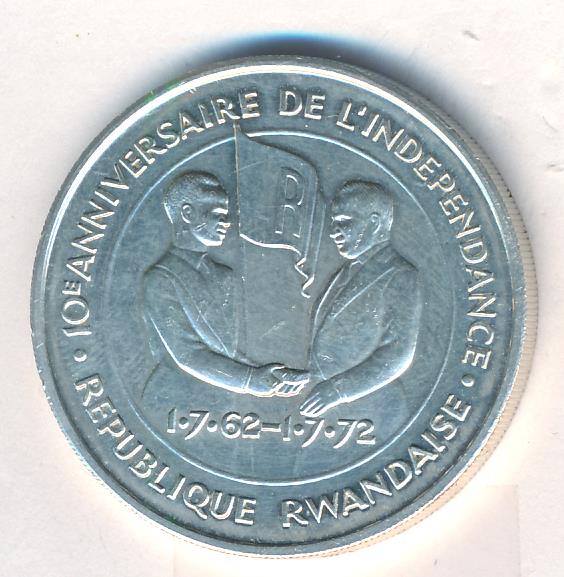 10E ANNIVERSAIRE DE L'INDEPENDANCE
R
1·7·62–1·7·72
REPUBLIQUE RWANDAISE